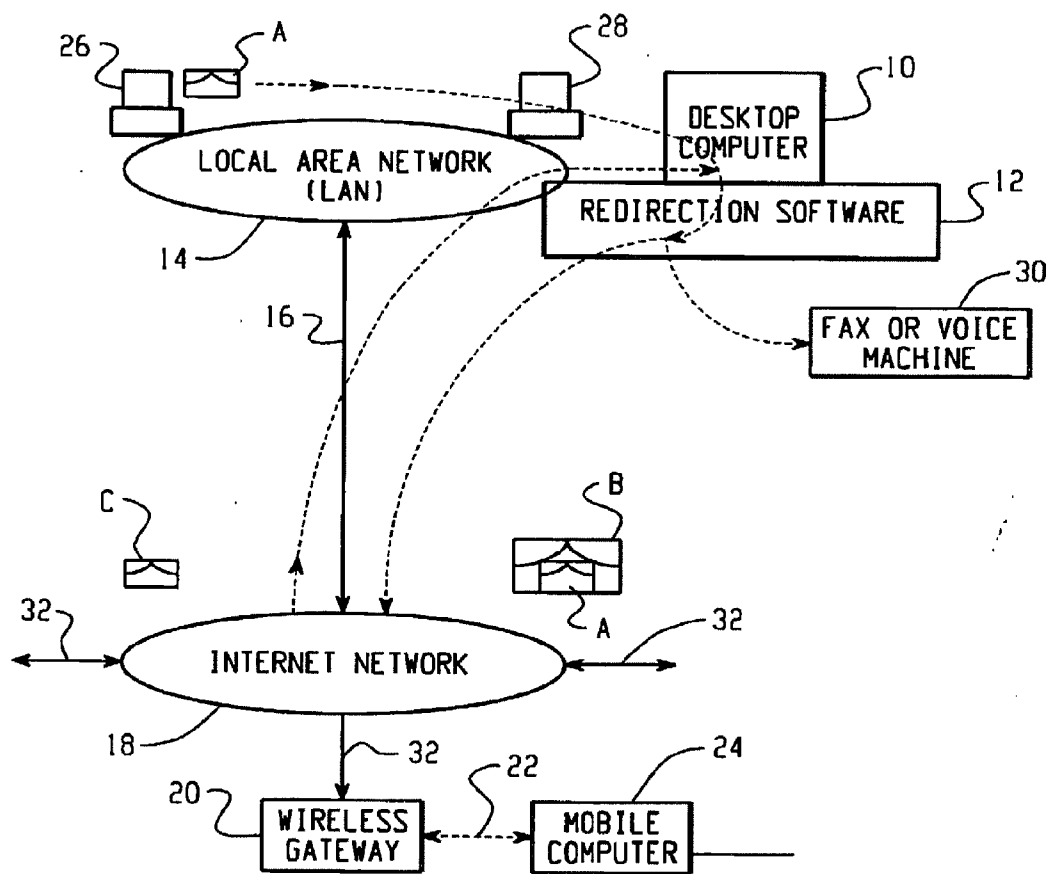 A
26
28
10
DESKTOP
COMPUTER
LOCAL AREA NETWORK
(LAN)
12
REDIRECTION SOFTWARE
14
30
16
FAX OR VOICE
MACHINE
C
B
A
32
32
INTERNET NETWORK
18
32
24
20
22
WIRELESS
GATEWAY
MOBILE
COMPUTER